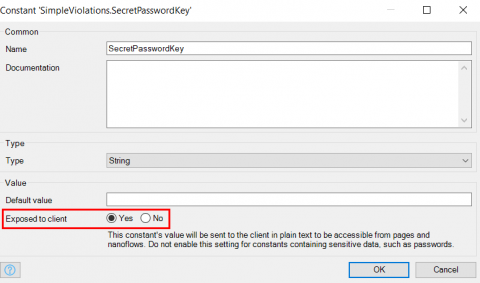 Constant 'SimpleViolations.SecretPasswordKey'
Common
Name SecretPasswordKey
Documentation
Type
Type String
Value
Default value
Exposed to client Yes No
This constant's value will be sent to the client in plain text to be accessible from pages and
nanoflows. Do not enable this setting for constants containing sensitive data, such as passwords.
? OK Cancel